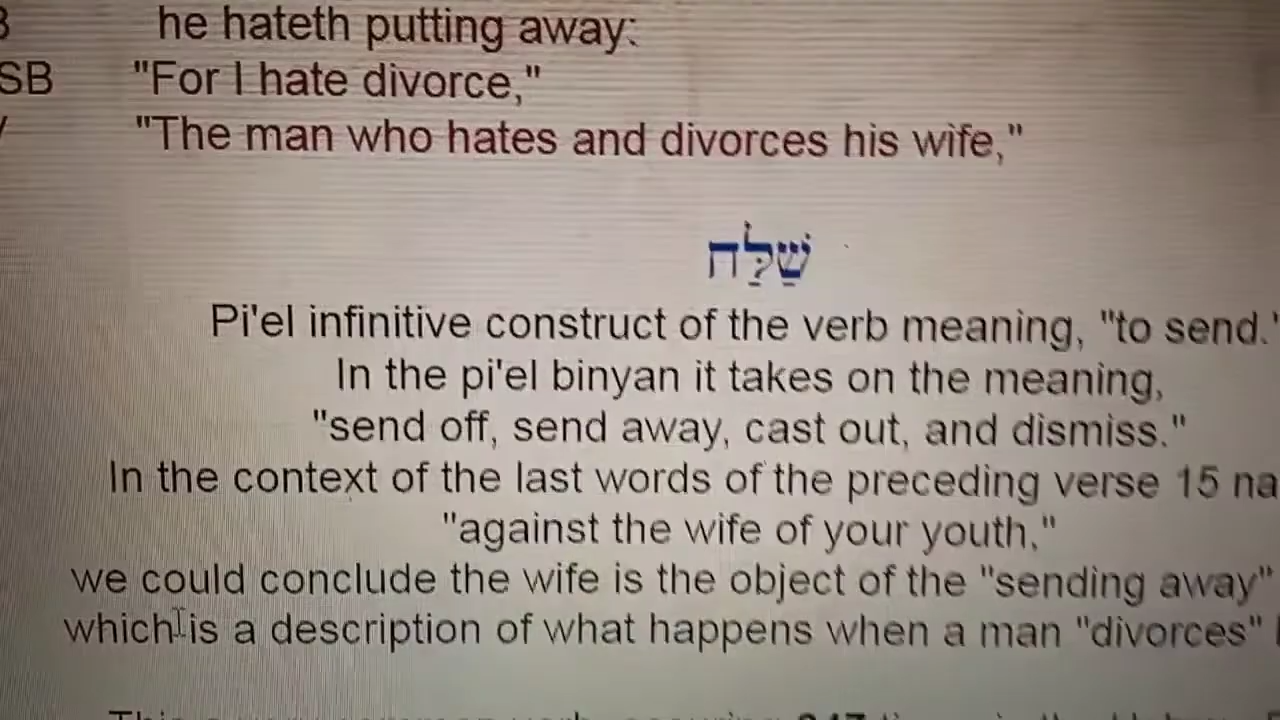 he hateth putting away:
SB "For I hate divorce,"
"The man who hates and divorces his wife,"
שַׁלַּח
Pi'el infinitive construct of the verb meaning, "to send."
In the pi'el binyan it takes on the meaning,
"send off, send away, cast out, and dismiss."
In the context of the last words of the preceding verse 15 na
"against the wife of your youth,"
we could conclude the wife is the object of the "sending away"
which is a description of what happens when a man "divorces"